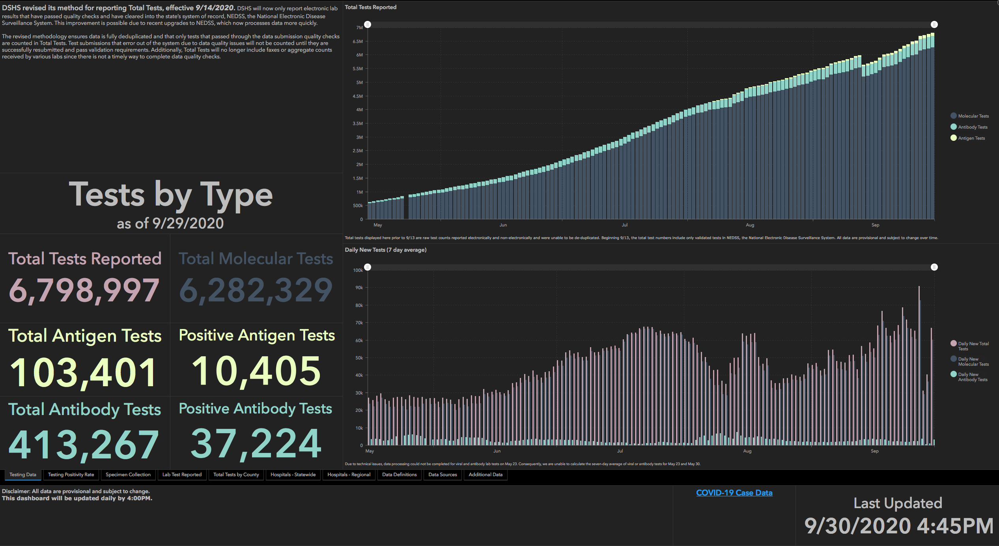 DSHS revised its method for reporting Total Tests, effective 9/14/2020. DSHS will now only report electronic lab
results that have passed quality checks and have cleared into the state's system of record, NEDSS, the National Electronic Disease
Surveillance System. This improvement is possible due to recent upgrades to NEDSS, which now processes data more quickly.
The revised methodology ensures data is fully deduplicated and that only tests that passed through the data submission quality checks
are counted in Total Tests. Test submissions that error out of the system due to data quality issues will not be counted until they are
successfully resubmitted and pass validation requirements. Additionally, Total Tests will no longer include faxes or aggregate counts
received by various labs since there is not a timely way to complete data quality checks.
Tests by Type
as of 9/29/2020
Total Tests Reported
6,798,997
Total Molecular Tests
6,282,329
Total Antigen Tests
103,401
Positive Antigen Tests
10,405
Total Antibody Tests
413,267
Positive Antibody Tests
37,224
Total Tests Reported
7M
6.5M
6M
5.5M
5M
4.5M
4M
3.5M
3M
2.5M
2M
1.5M
1M
500k
0
May
Jun
Jul
Aug
Sep
Molecular Tests
Antibody Tests
Antigen Tests
Total tests displayed here prior to 9/13 are raw test counts reported electronically and non-electronically and were unable to be de-duplicated. Beginning 9/13, the total test numbers include only validated tests in NEDSS, the National Electronic Disease Surveillance System. All data are provisional and subject to change over time.
Daily New Tests (7 day average)
100k
90k
80k
70k
60k
50k
40k
30k
20k
10k
0
May
Jun
Jul
Aug
Sep
Daily New Total
Tests
Daily New
Molecular Tests
Daily New
Antibody Tests
Due to technical issues, data processing could not be completed for viral and antibody lab tests on May 23. Consequently, we are unable to calculate the seven-day average of viral or antibody tests for May 23 and May 30.
Testing Data
Testing Positivity Rate
Specimen Collection
Lab Test Reported
Total Tests by County
Hospitals - Statewide
Hospitals - Regional
Data Definitions
Data Sources
Additional Data
Disclaimer: All data are provisional and subject to change.
This dashboard will be updated daily by 4:00PM.
COVID-19 Case Data
Last Updated
9/30/2020 4:45PM